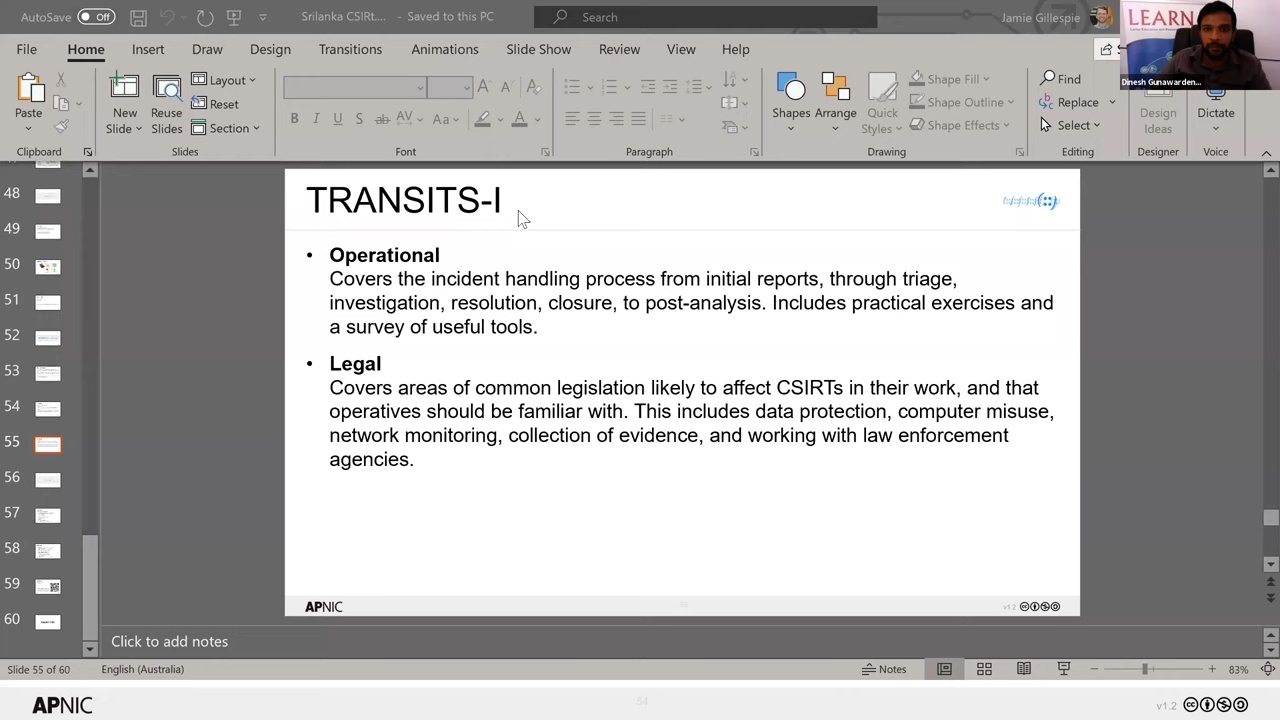 AutoSave Off Srilanka CSIRt... - Saved to this PC Search Jamie Gillespie
LEARN
Dinesh Gunawarden...
File Home Insert Draw Design Transitions Animations Slide Show Review View Help
Paste
Clipboard
New Slide
Reuse Slides
Layout
Reset
Section
Slides
B I U S ab AV Aa A
Font
Paragraph
Shapes
Arrange
Quick Styles
Shape Fill
Shape Outline
Shape Effects
Drawing
Find
Replace
Select
Editing
Design Ideas
Designer
Dictate
Voice
48
49
50
51
52
53
54
55
56
57
58
59
60
TRANSITS-I
• Operational
Covers the incident handling process from initial reports, through triage,
investigation, resolution, closure, to post-analysis. Includes practical exercises and
a survey of useful tools.
• Legal
Covers areas of common legislation likely to affect CSIRTs in their work, and that
operatives should be familiar with. This includes data protection, computer misuse,
network monitoring, collection of evidence, and working with law enforcement
agencies.
APNIC v1.2
Click to add notes
Slide 55 of 60 English (Australia) Notes 83%
APNIC 54 v1.2